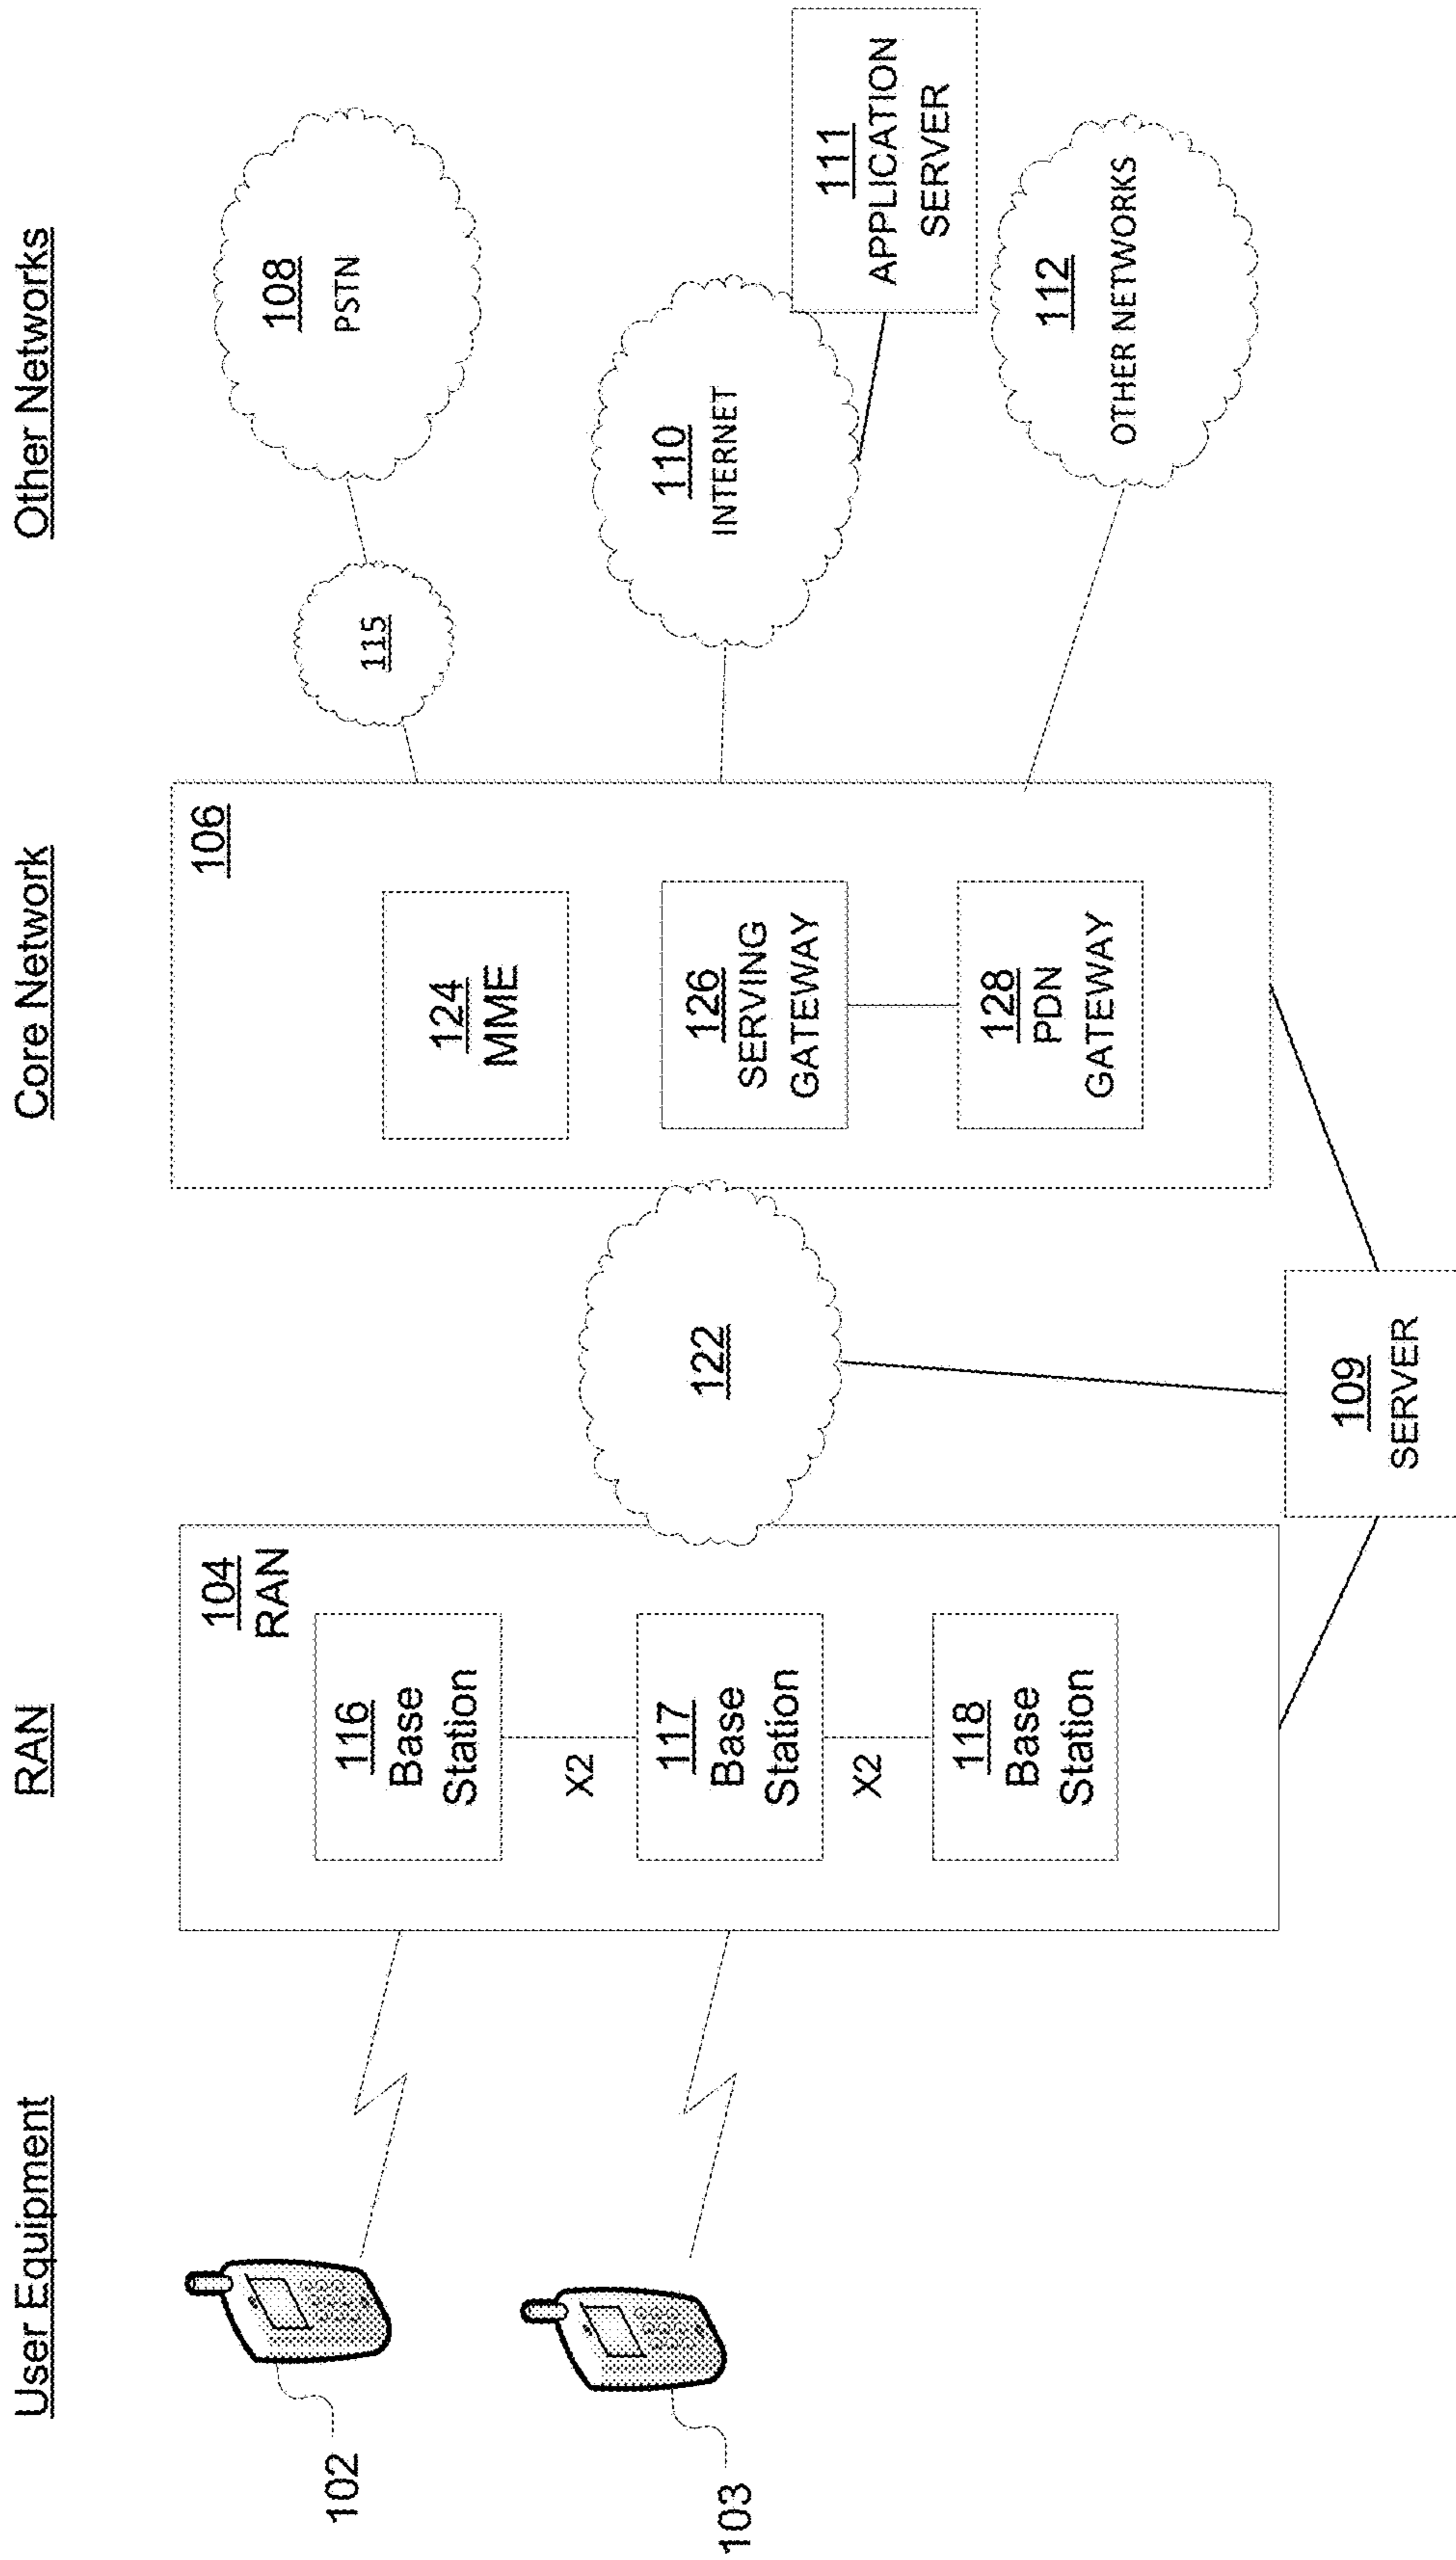 User Equipment
RAN
Core Network
Other Networks
102
103
104
RAN
116
Base
Station
X2
117
Base
Station
X2
118
Base
Station
122
109
SERVER
106
124
MME
126
SERVING
GATEWAY
128
PDN
GATEWAY
115
108
PSTN
110
INTERNET
111
APPLICATION
SERVER
112
OTHER NETWORKS